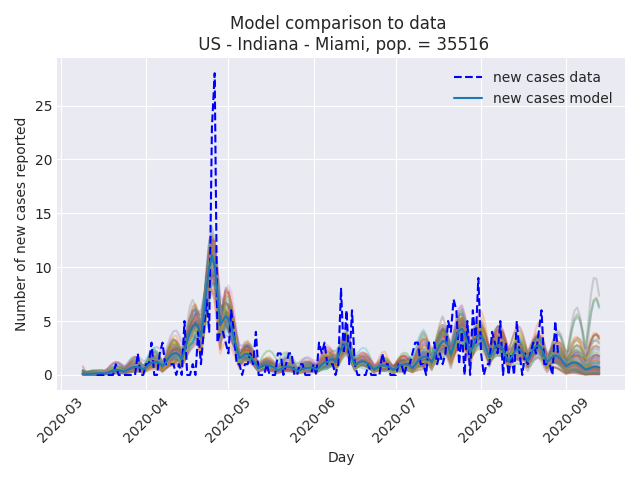 Model comparison to data
US - Indiana - Miami, pop. = 35516
new cases data
new cases model
Number of new cases reported
25
20
15
10
5
0
2020-03
2020-04
2020-05
2020-06
2020-07
2020-08
2020-09
Day